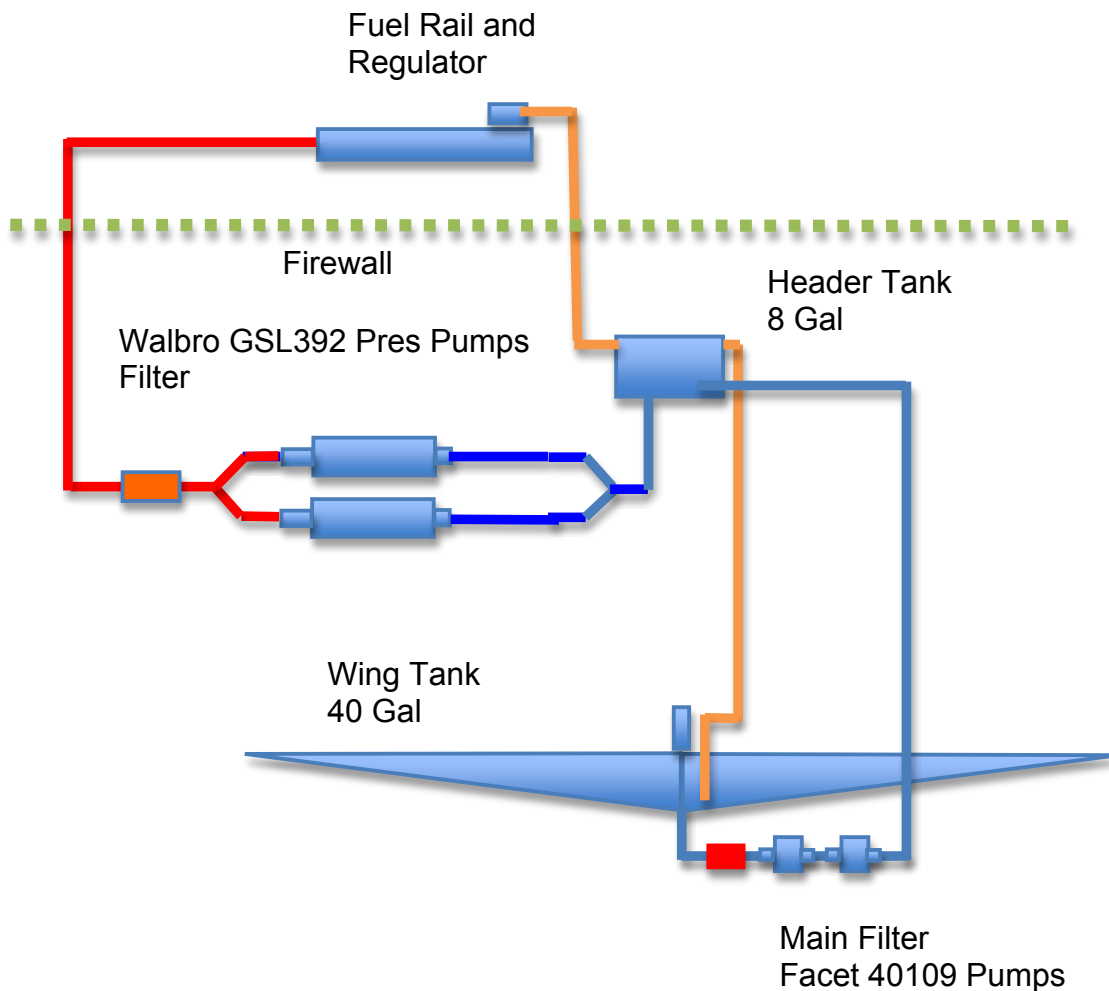 Fuel Rail and
Regulator
Firewall
Header Tank
8 Gal
Walbro GSL392 Pres Pumps
Filter
Wing Tank
40 Gal
Main Filter
Facet 40109 Pumps